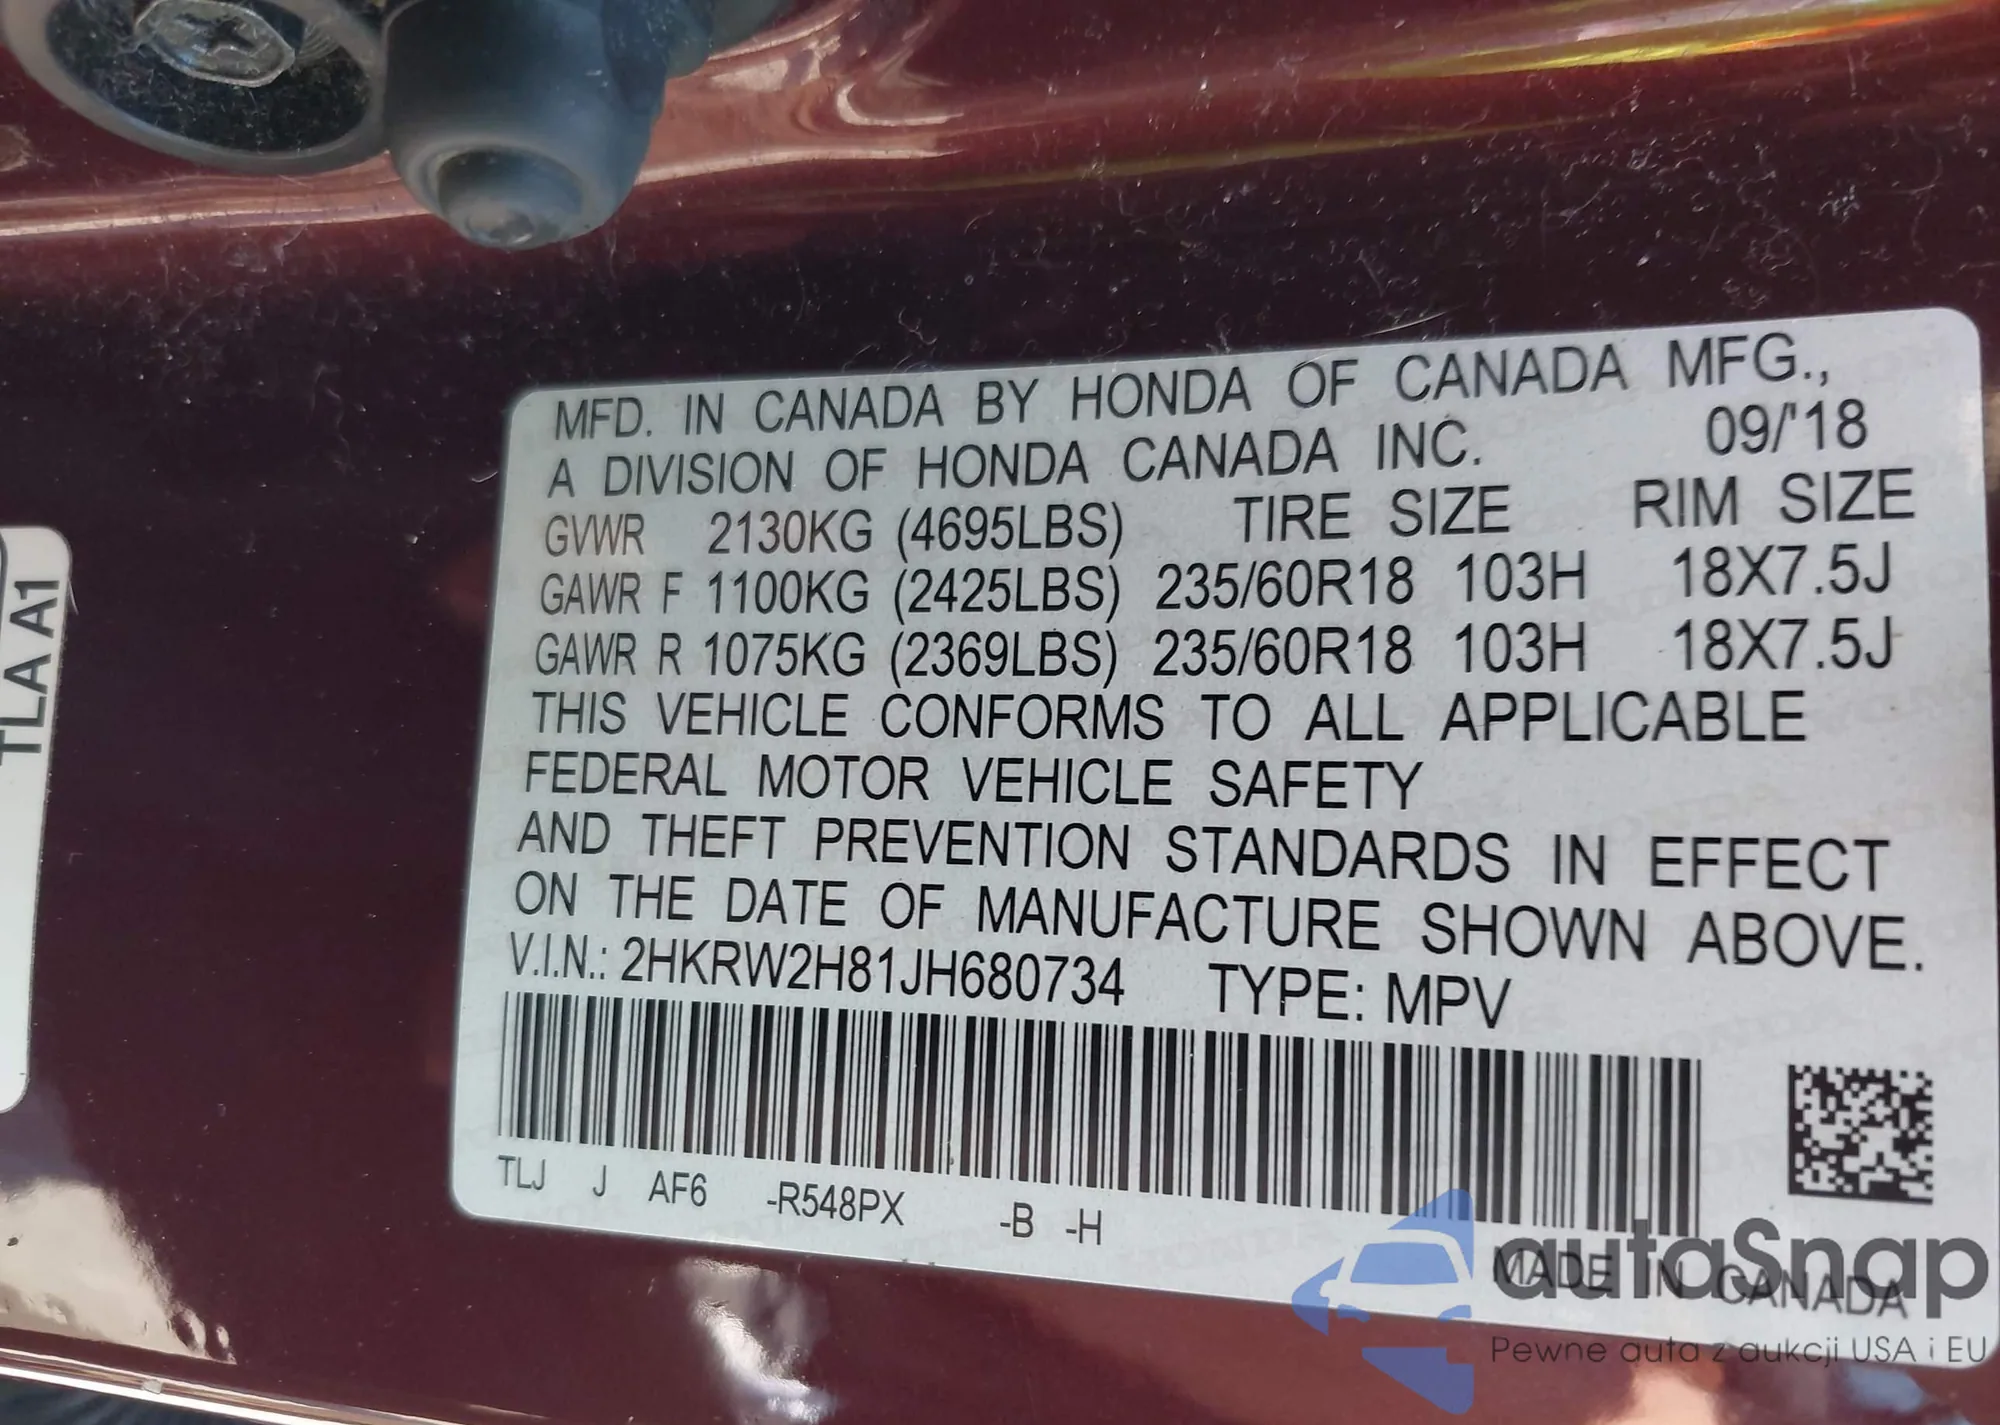 MFD. IN CANADA BY HONDA OF CANADA MFG.,
A DIVISION OF HONDA CANADA INC. 09/'18
GVWR 2130KG (4695LBS) TIRE SIZE RIM SIZE
GAWR F 1100KG (2425LBS) 235/60R18 103H 18X7.5J
GAWR R 1075KG (2369LBS) 235/60R18 103H 18X7.5J
THIS VEHICLE CONFORMS TO ALL APPLICABLE
FEDERAL MOTOR VEHICLE SAFETY
AND THEFT PREVENTION STANDARDS IN EFFECT
ON THE DATE OF MANUFACTURE SHOWN ABOVE.
V.I.N.: 2HKRW2H81JH680734 TYPE: MPV
TLJ J AF6 -R548PX -B -H
MADE IN CANADA
TLA A1
autoSnap
Pewne auta z aukcji USA i EU